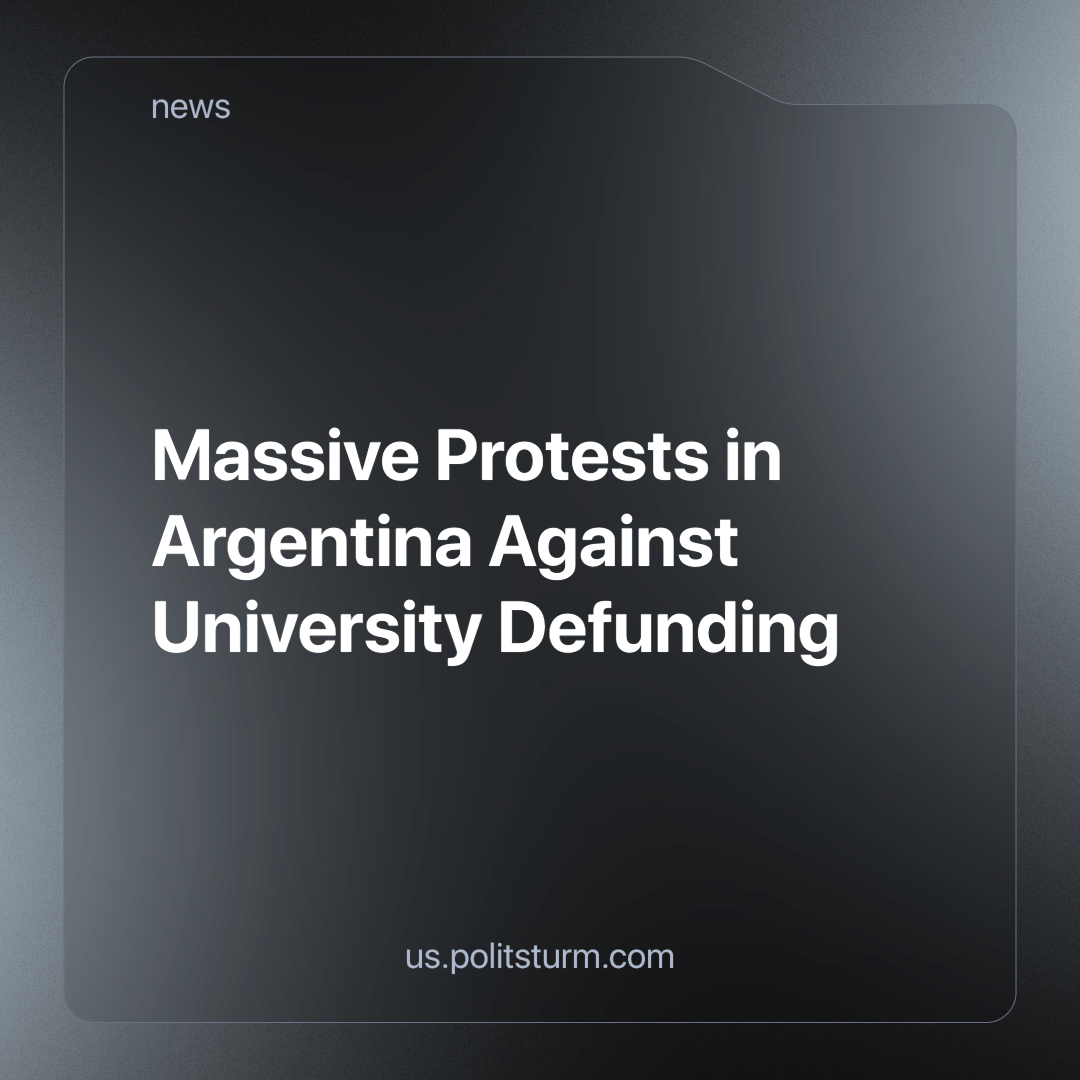 news
Massive Protests in
Argentina Against
University Defunding
us.politsturm.com